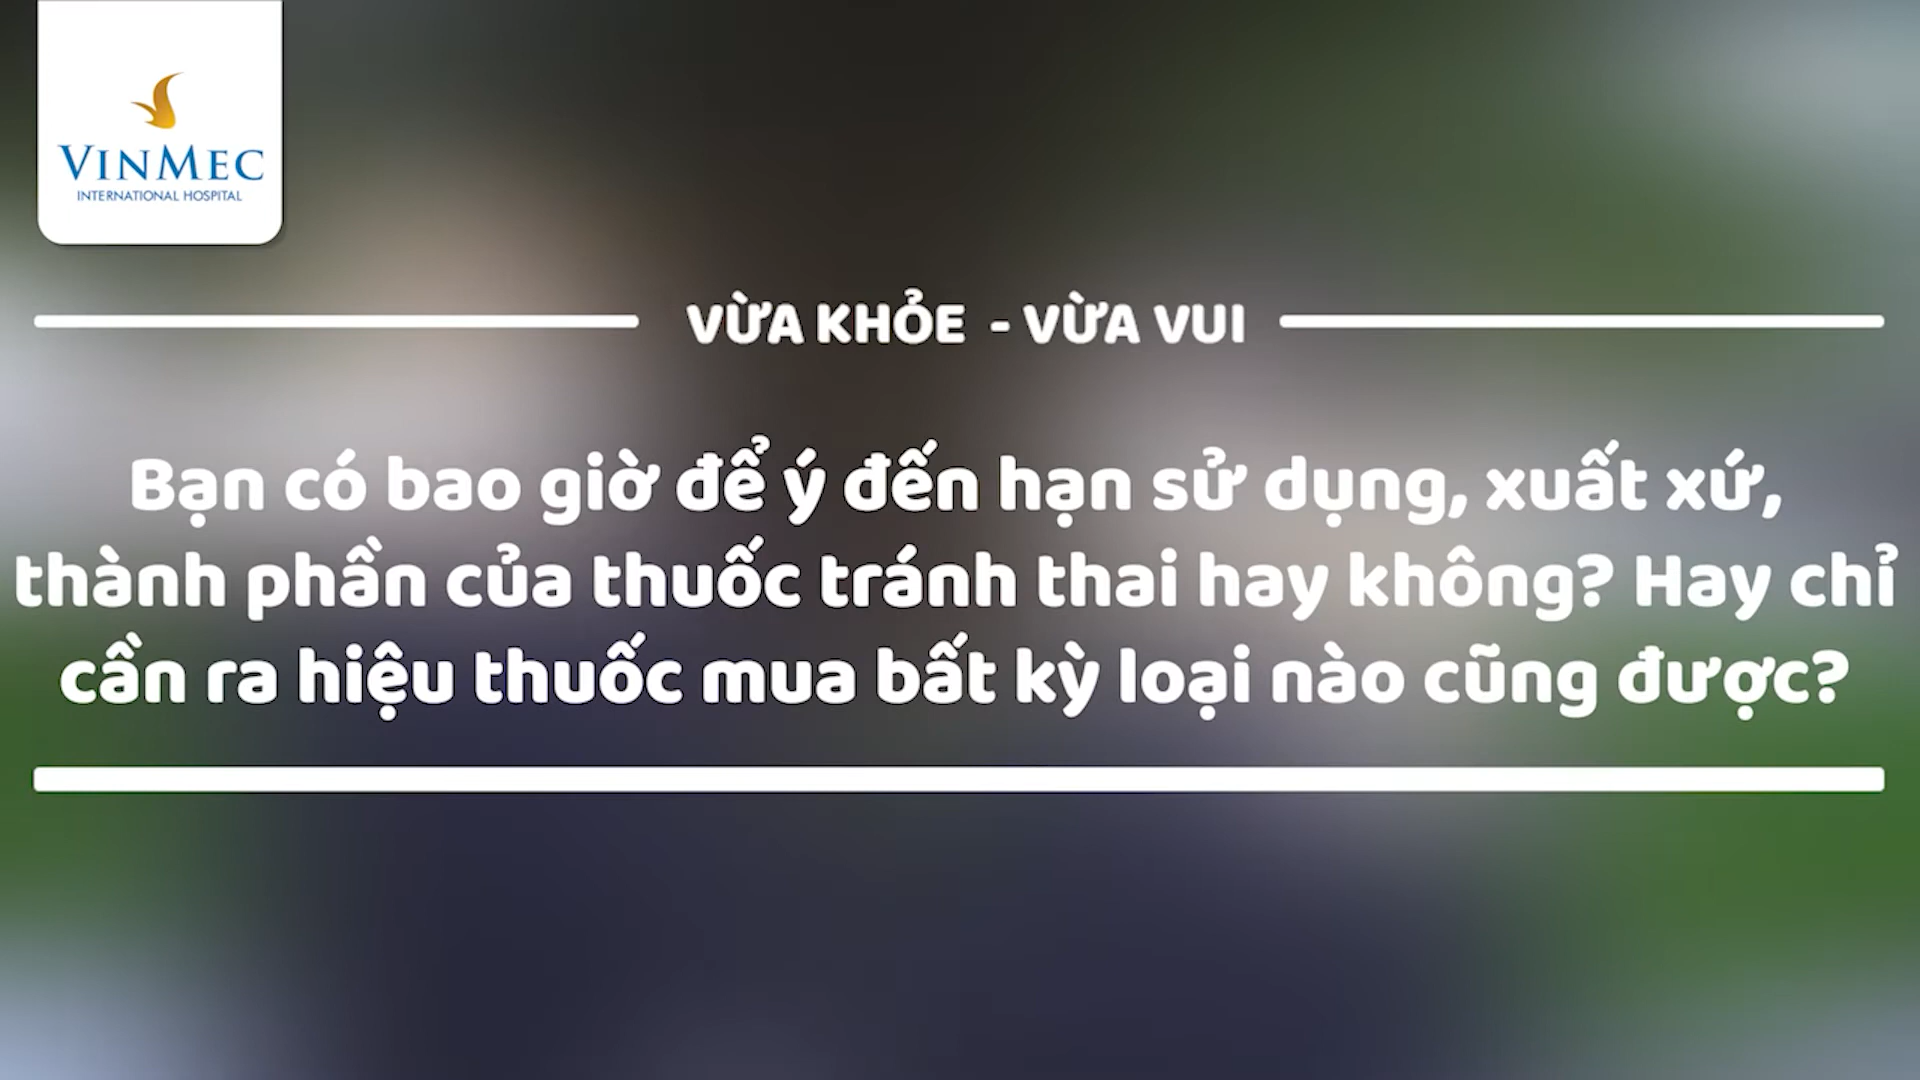 VINMEC
INTERNATIONAL HOSPITAL
VỪA KHỎE - VỪA VUI
Bạn có bao giờ để ý đến hạn sử dụng, xuất xứ,
thành phần của thuốc tránh thai hay không? Hay chỉ
cần ra hiệu thuốc mua bất kỳ loại nào cũng được?